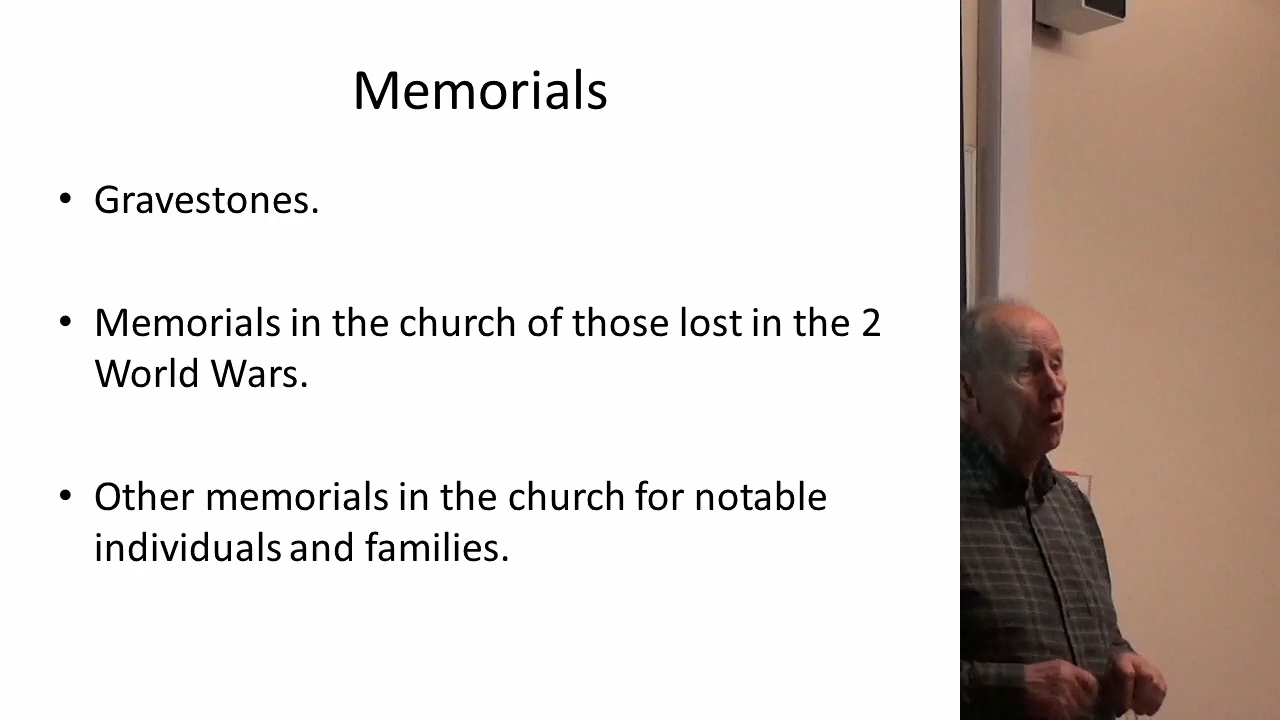 Memorials
• Gravestones.
• Memorials in the church of those lost in the 2
World Wars.
• Other memorials in the church for notable
individuals and families.